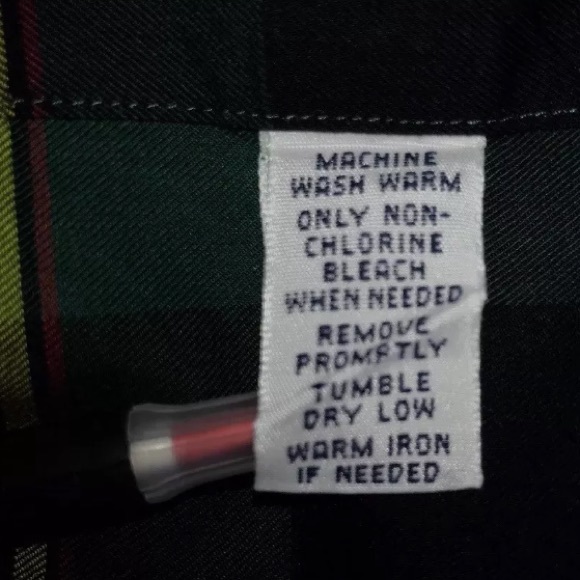 MACHINE
WASH WARM
ONLY NON-
CHLORINE
BLEACH
WHEN NEEDED
REMOVE
PROMPTLY
TUMBLE
DRY LOW
WARM IRON
IF NEEDED